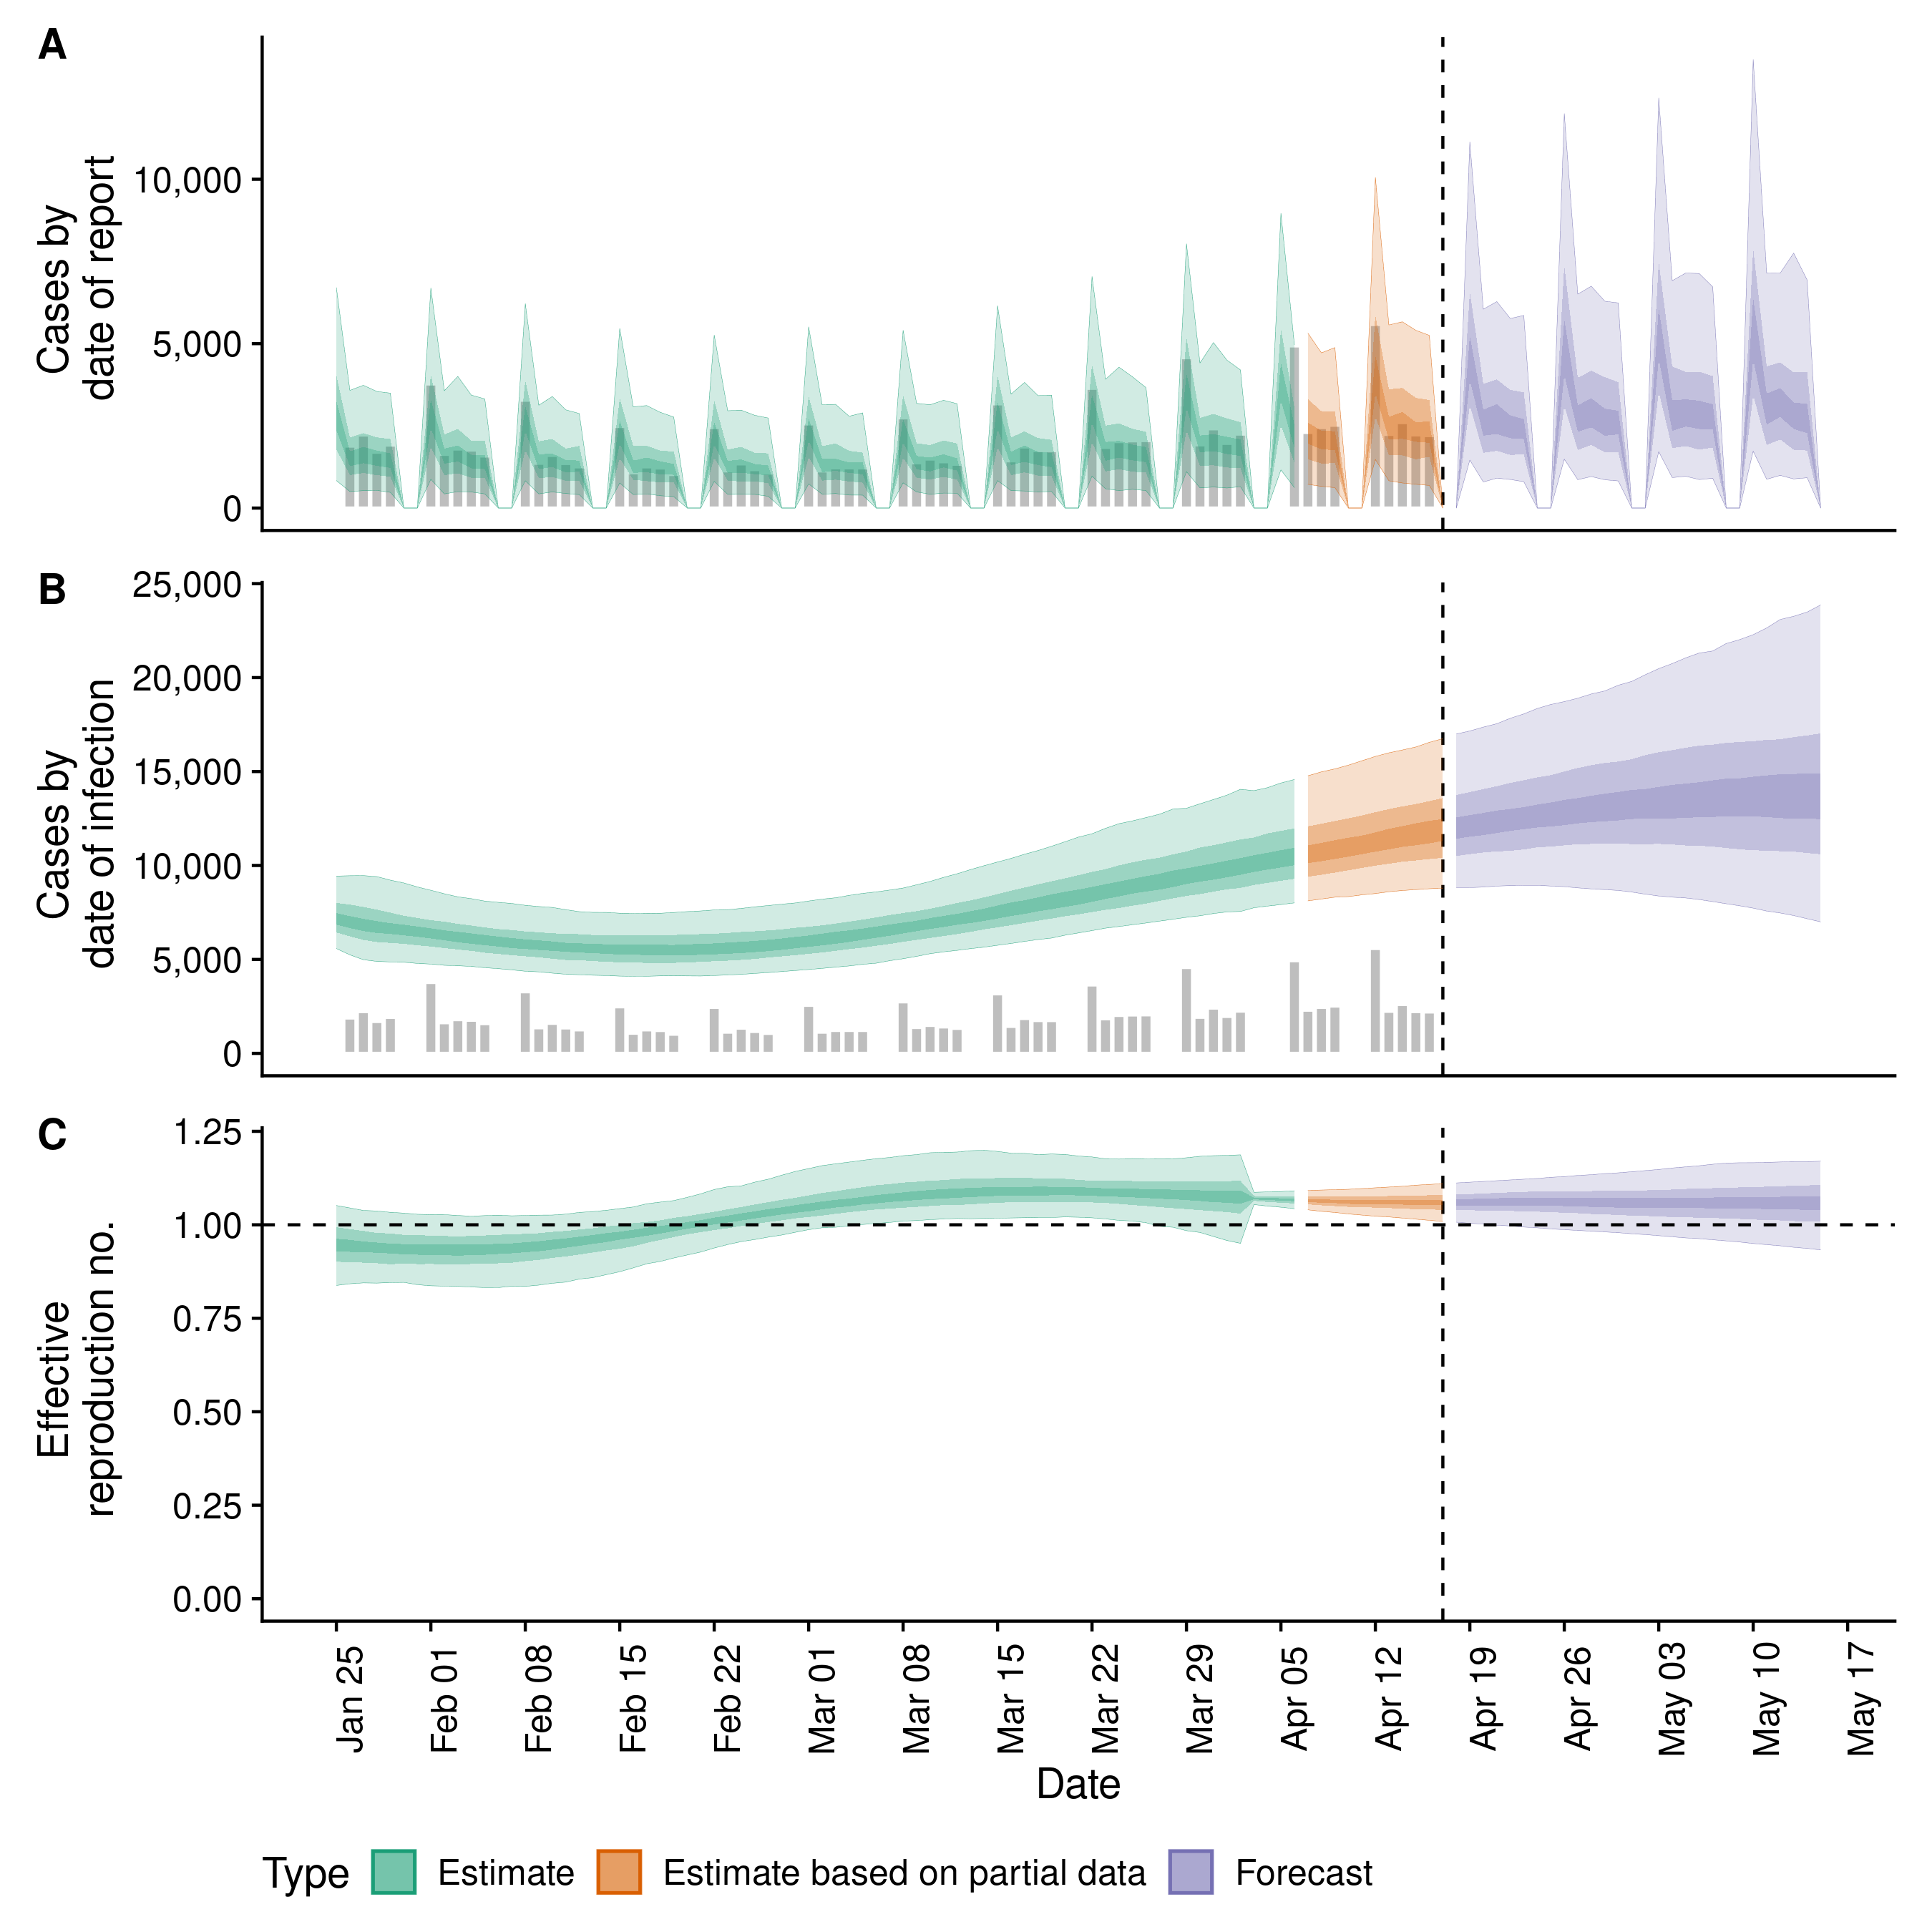 A
Cases by
date of report
10,000
5,000
0
B
Cases by
date of infection
25,000
20,000
15,000
10,000
5,000
0
C
Effective
reproduction no.
1.25
1.00
0.75
0.50
0.25
0.00
Jan 25
Feb 01
Feb 08
Feb 15
Feb 22
Mar 01
Mar 08
Mar 15
Mar 22
Mar 29
Apr 05
Apr 12
Apr 19
Apr 26
May 03
May 10
May 17
Date
Type Estimate Estimate based on partial data Forecast